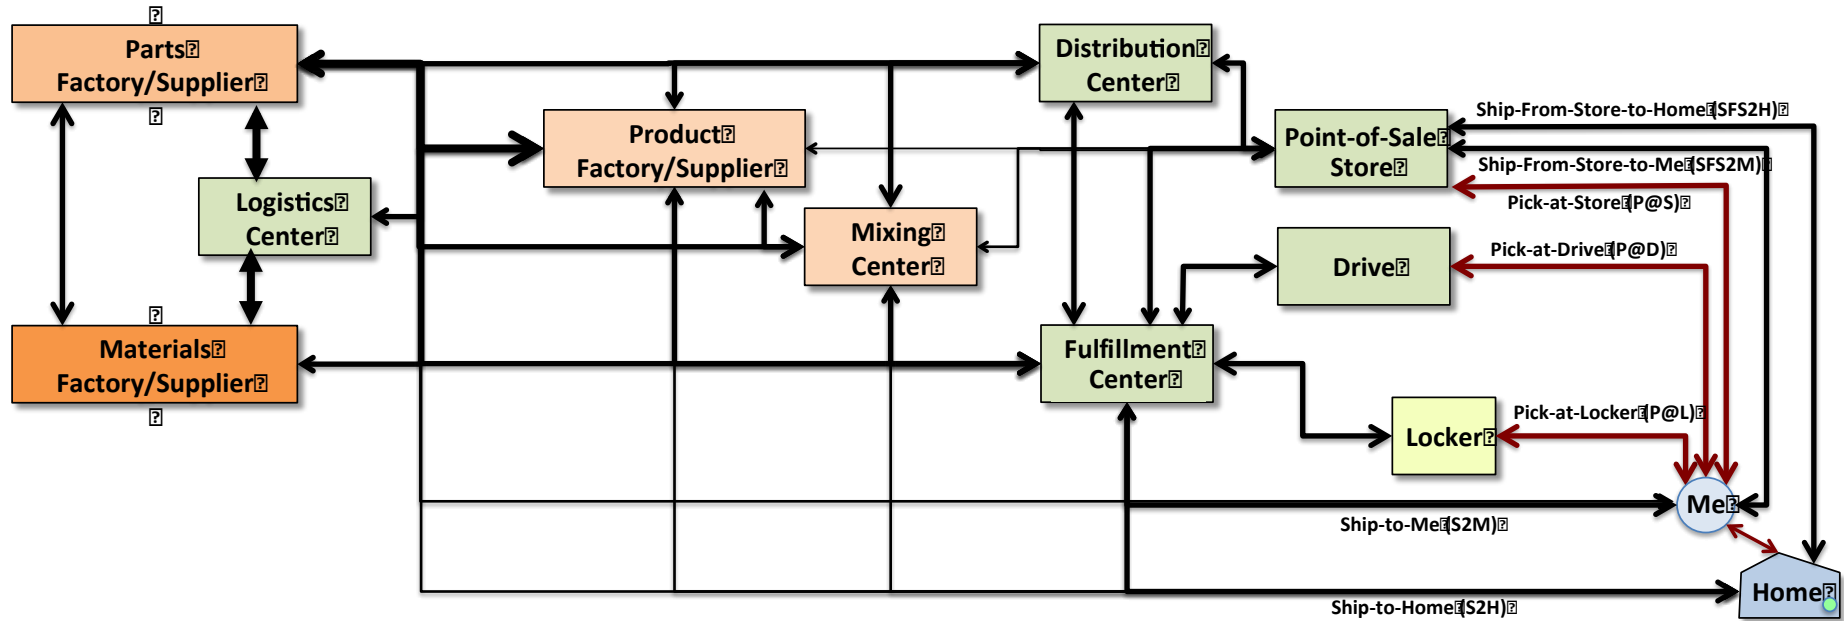 Parts
Factory/Supplier
Distribution
Center
Product
Factory/Supplier
Ship-From-Store-to-Home (SFS2H)
Point-of-Sale
Store
Ship-From-Store-to-Me (SFS2M)
Pick-at-Store (P@S)
Logistics
Center
Mixing
Center
Pick-at-Drive (P@D)
Drive
Materials
Factory/Supplier
Fulfillment
Center
Pick-at-Locker (P@L)
Locker
Me
Ship-to-Me (S2M)
Home
Ship-to-Home (S2H)